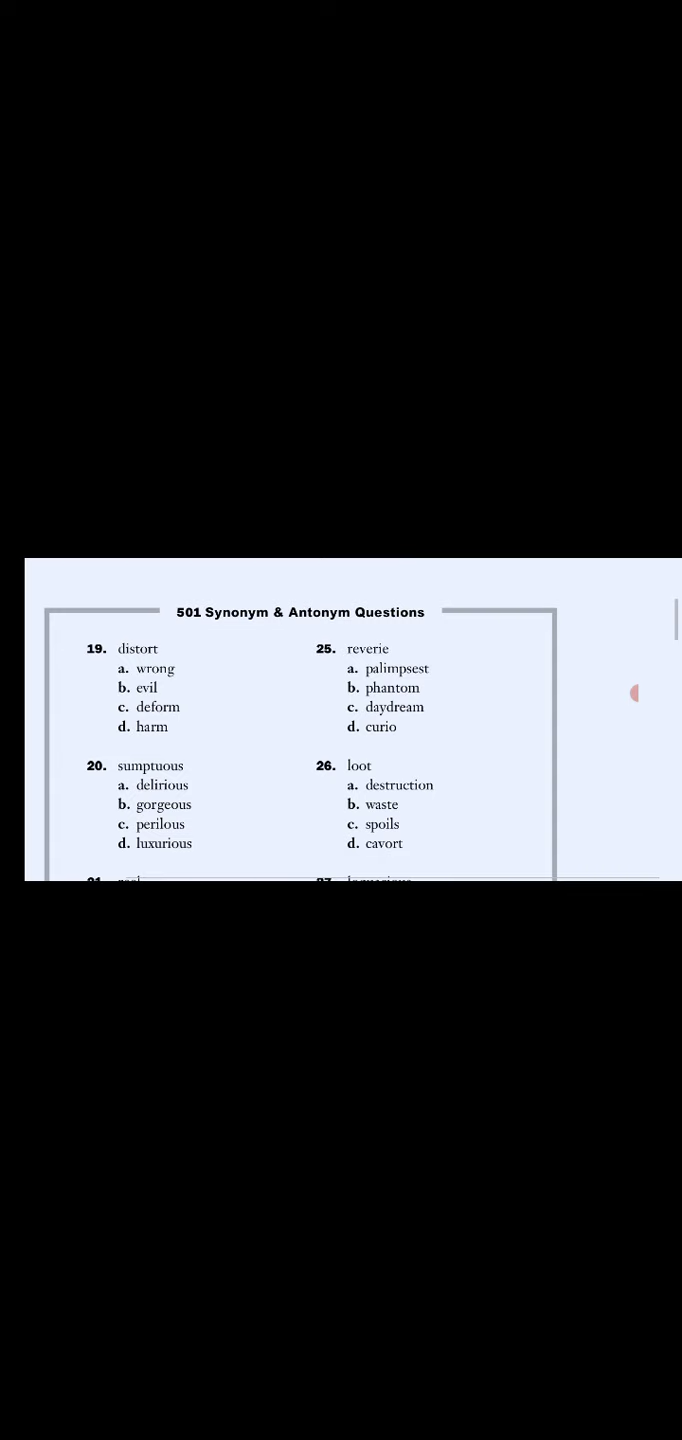 501 Synonym & Antonym Questions
19. distort
a. wrong
b. evil
c. deform
d. harm
20. sumptuous
a. delirious
b. gorgeous
c. perilous
d. luxurious
25. reverie
a. palimpsest
b. phantom
c. daydream
d. curio
26. loot
a. destruction
b. waste
c. spoils
d. cavort